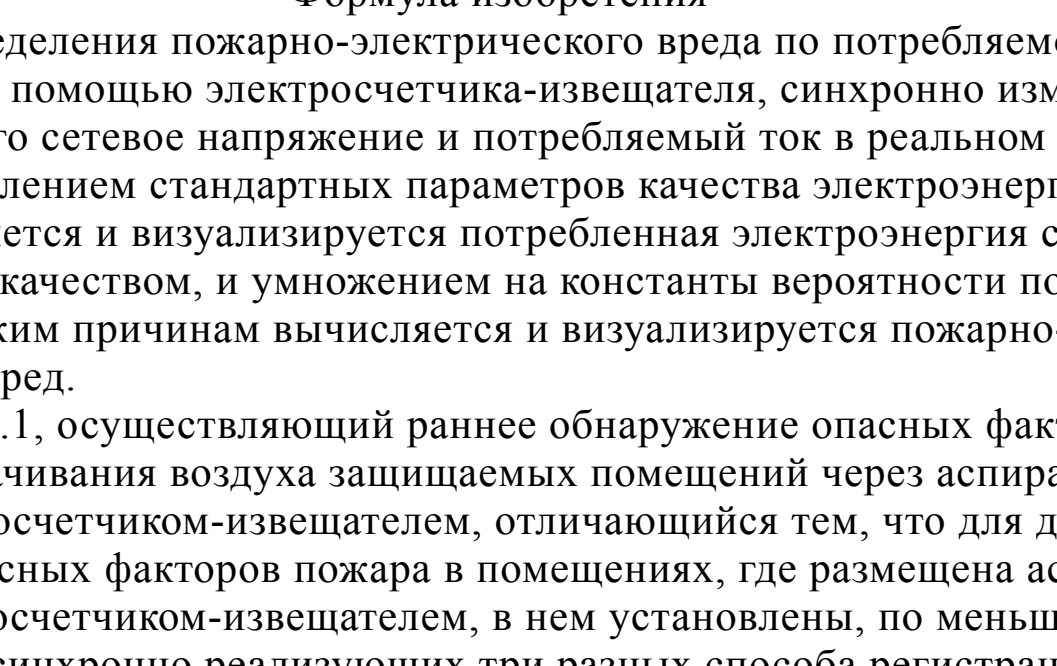 Формула изобретения
еделения пожарно-электрического вреда по потребляем
помощью электросчетчика-извещателя, синхронно изм
го сетевое напряжение и потребляемый ток в реальном
лением стандартных параметров качества электроэнерг
ется и визуализируется потребленная электроэнергия с
качеством, и умножением на константы вероятности по
ким причинам вычисляется и визуализируется пожарно-
ред.
.1, осуществляющий раннее обнаружение опасных фак
чивания воздуха защищаемых помещений через аспира
осчетчиком-извещателем, отличающийся тем, что для д
сных факторов пожара в помещениях, где размещена ас
осчетчиком-извещателем, в нем установлены, по меньш
синхронно реализующих три разных способа регистрац